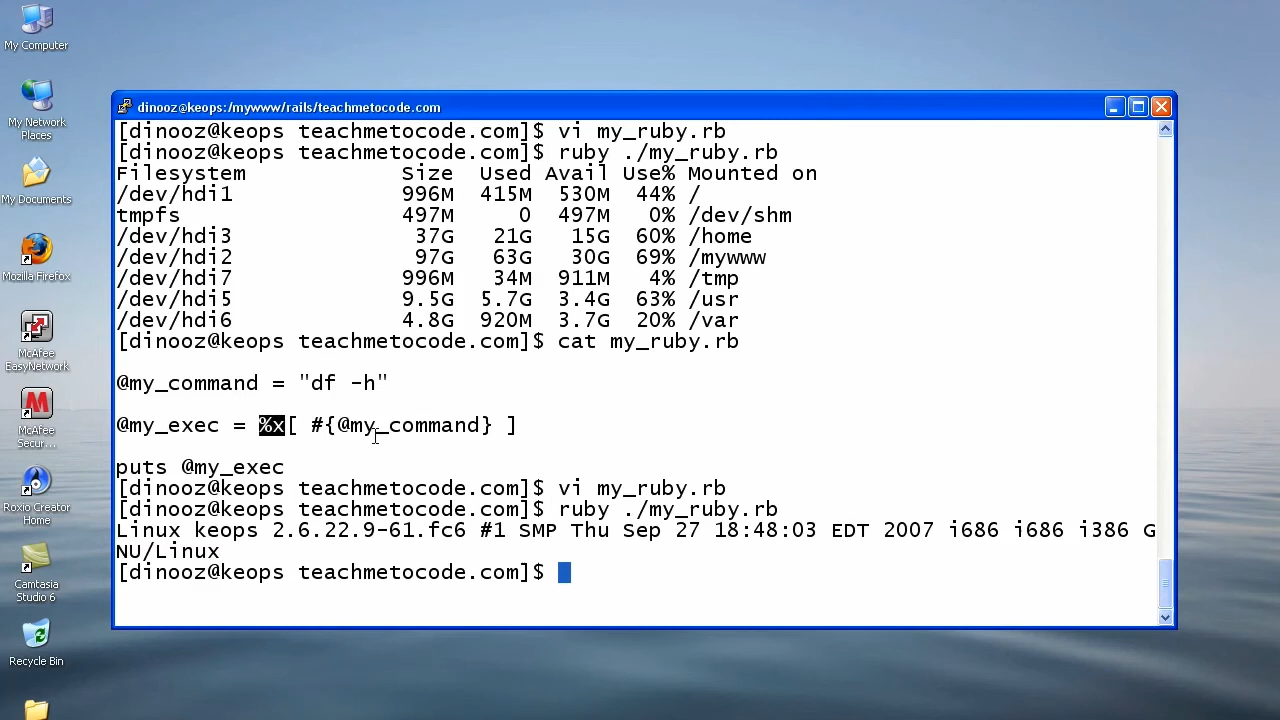 My Computer
My Network
Places
My Documents
Mozilla Firefox
McAfee
EasyNetwork
McAfee
Secur...
Roxio Creator
Home
Camtasia
Studio 6
Recycle Bin
dinooz@keops:/mywww/rails/teachmetocode.com
[dinooz@keops teachmetocode.com]$ vi my_ruby.rb
[dinooz@keops teachmetocode.com]$ ruby ./my_ruby.rb
Filesystem Size Used Avail Use% Mounted on
/dev/hdi1 996M 415M 530M 44% /
tmpfs 497M 0 497M 0% /dev/shm
/dev/hdi3 37G 21G 15G 60% /home
/dev/hdi2 97G 63G 30G 69% /mywww
/dev/hdi7 996M 34M 911M 4% /tmp
/dev/hdi5 9.5G 5.7G 3.4G 63% /usr
/dev/hdi6 4.8G 920M 3.7G 20% /var
[dinooz@keops teachmetocode.com]$ cat my_ruby.rb
@my_command = "df -h"
@my_exec = %x[ #{@my_command} ]
puts @my_exec
[dinooz@keops teachmetocode.com]$ vi my_ruby.rb
[dinooz@keops teachmetocode.com]$ ruby ./my_ruby.rb
Linux keops 2.6.22.9-61.fc6 #1 SMP Thu Sep 27 18:48:03 EDT 2007 i686 i686 i386 G
NU/Linux
[dinooz@keops teachmetocode.com]$